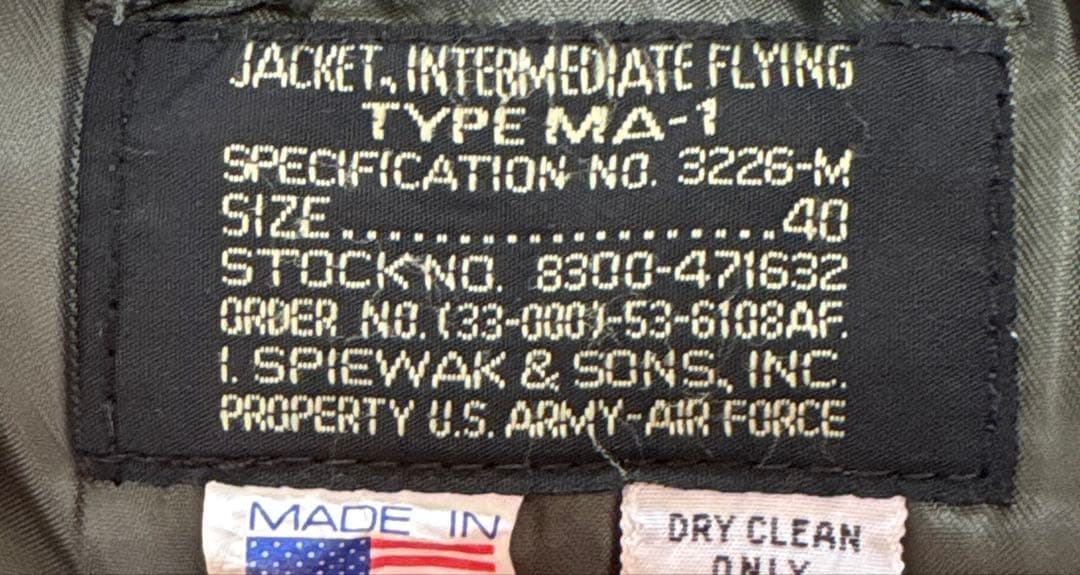 JACKET, INTERMEDIATE FLYING
TYPE MA-1
SPECIFICATION NO. 3226-M
SIZE....................40
STOCK NO. 8300-471632
ORDER NO. (33-000)-53-6108AF.
I. SPIEWAK & SONS, INC.
PROPERTY U.S. ARMY-AIR FORCE
MADE IN
DRY CLEAN
ONLY